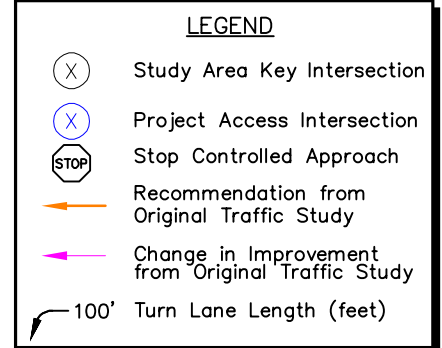 LEGEND
X Study Area Key Intersection
X Project Access Intersection
STOP Stop Controlled Approach
Recommendation from
Original Traffic Study
Change in Improvement
from Original Traffic Study
100' Turn Lane Length (feet)